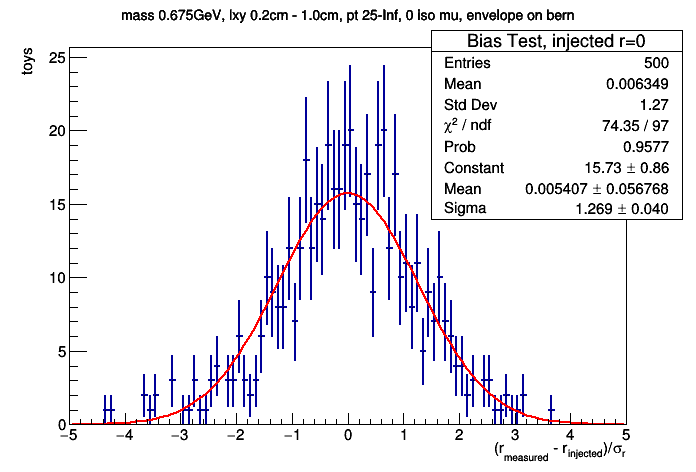 mass 0.675GeV, lxy 0.2cm - 1.0cm, pt 25-Inf, 0 Iso mu, envelope on bern
Bias Test, injected r=0
Entries 500
Mean 0.006349
Std Dev 1.27
χ² / ndf 74.35 / 97
Prob 0.9577
Constant 15.73 ± 0.86
Mean 0.005407 ± 0.056768
Sigma 1.269 ± 0.040
toys
25
20
15
10
5
0
−5 −4 −3 −2 −1 0 1 2 3 4 5
(r_measured - r_injected)/σ_r